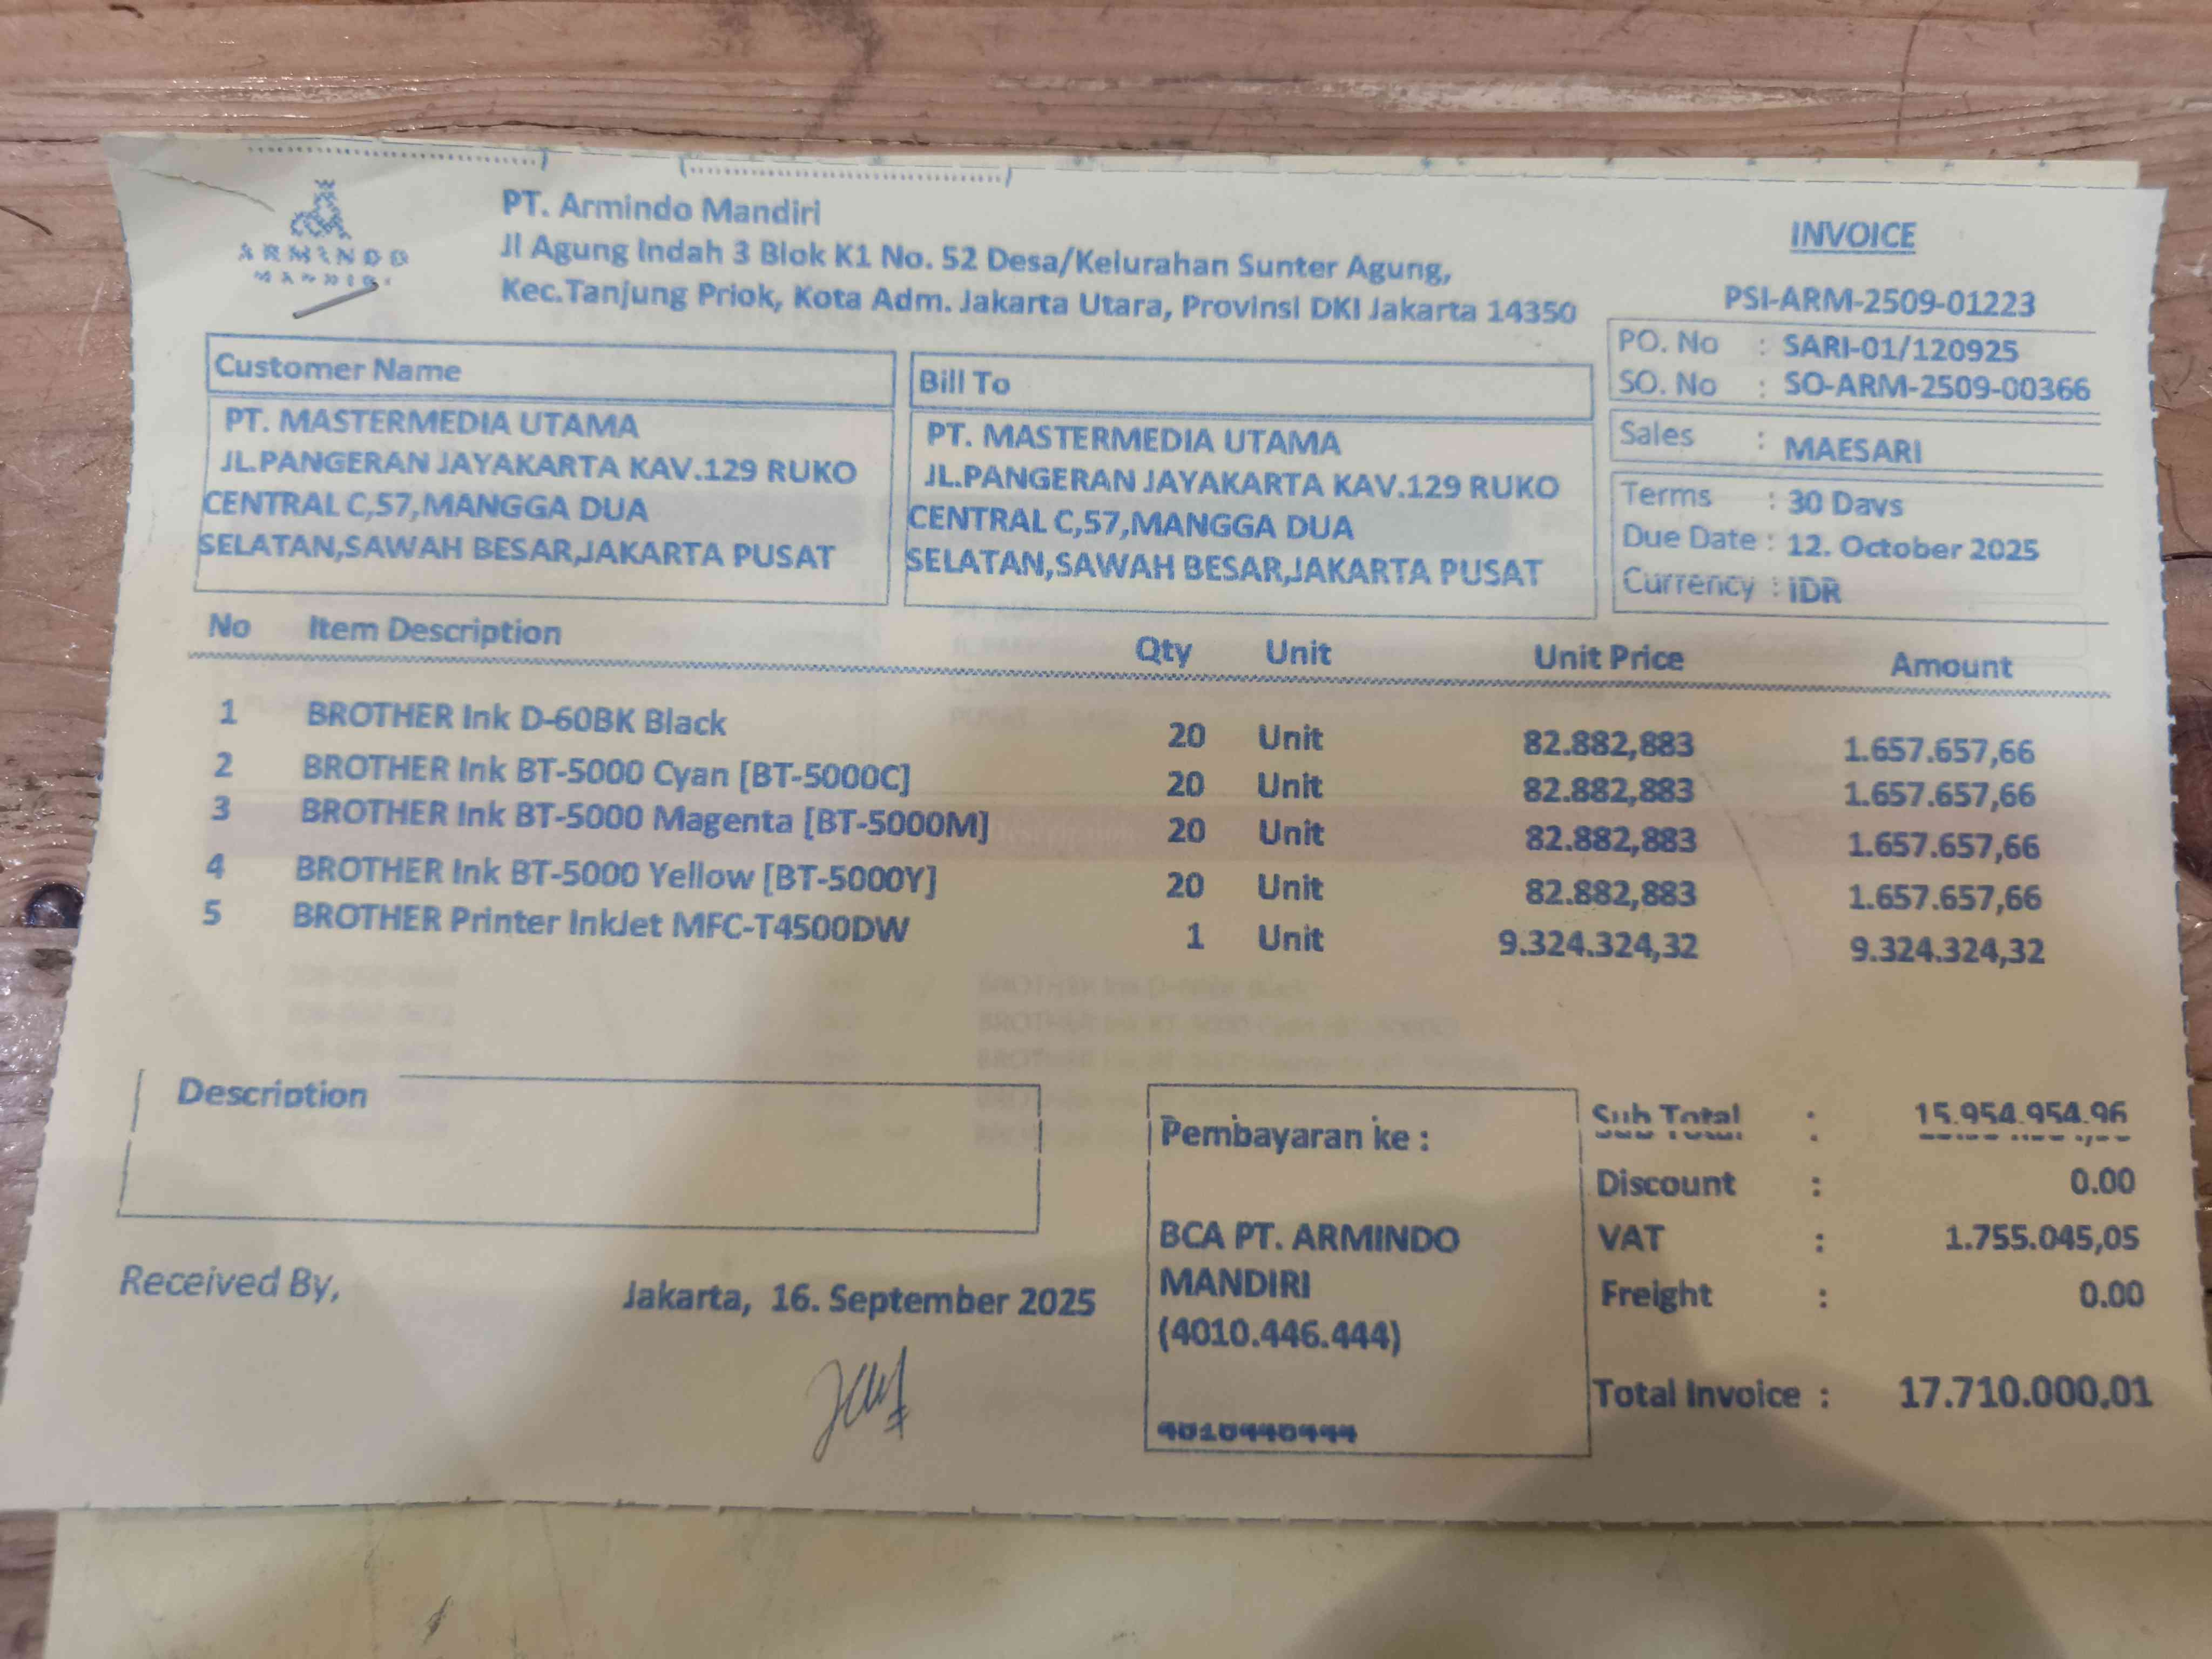 ARMINDO
MANDIRI
PT. Armindo Mandiri
Jl Agung Indah 3 Blok K1 No. 52 Desa/Kelurahan Sunter Agung,
Kec.Tanjung Priok, Kota Adm. Jakarta Utara, Provinsi DKI Jakarta 14350
INVOICE
PSI-ARM-2509-01223
PO. No : SARI-01/120925
SO. No : SO-ARM-2509-00366
Sales : MAESARI
Terms : 30 Days
Due Date : 12. October 2025
Currency : IDR
Customer Name
PT. MASTERMEDIA UTAMA
JL.PANGERAN JAYAKARTA KAV.129 RUKO
CENTRAL C,57,MANGGA DUA
SELATAN,SAWAH BESAR,JAKARTA PUSAT
Bill To
PT. MASTERMEDIA UTAMA
JL.PANGERAN JAYAKARTA KAV.129 RUKO
CENTRAL C,57,MANGGA DUA
SELATAN,SAWAH BESAR,JAKARTA PUSAT
No Item Description Qty Unit Unit Price Amount
1 BROTHER Ink D-60BK Black 20 Unit 82.882,883 1.657.657,66
2 BROTHER Ink BT-5000 Cyan [BT-5000C] 20 Unit 82.882,883 1.657.657,66
3 BROTHER Ink BT-5000 Magenta [BT-5000M] 20 Unit 82.882,883 1.657.657,66
4 BROTHER Ink BT-5000 Yellow [BT-5000Y] 20 Unit 82.882,883 1.657.657,66
5 BROTHER Printer InkJet MFC-T4500DW 1 Unit 9.324.324,32 9.324.324,32
Description
Received By,
Jakarta, 16. September 2025
Pembayaran ke :
BCA PT. ARMINDO
MANDIRI
(4010.446.444)
Sub Total : 15.954.954,96
Discount : 0.00
VAT : 1.755.045,05
Freight : 0.00
Total Invoice : 17.710.000,01